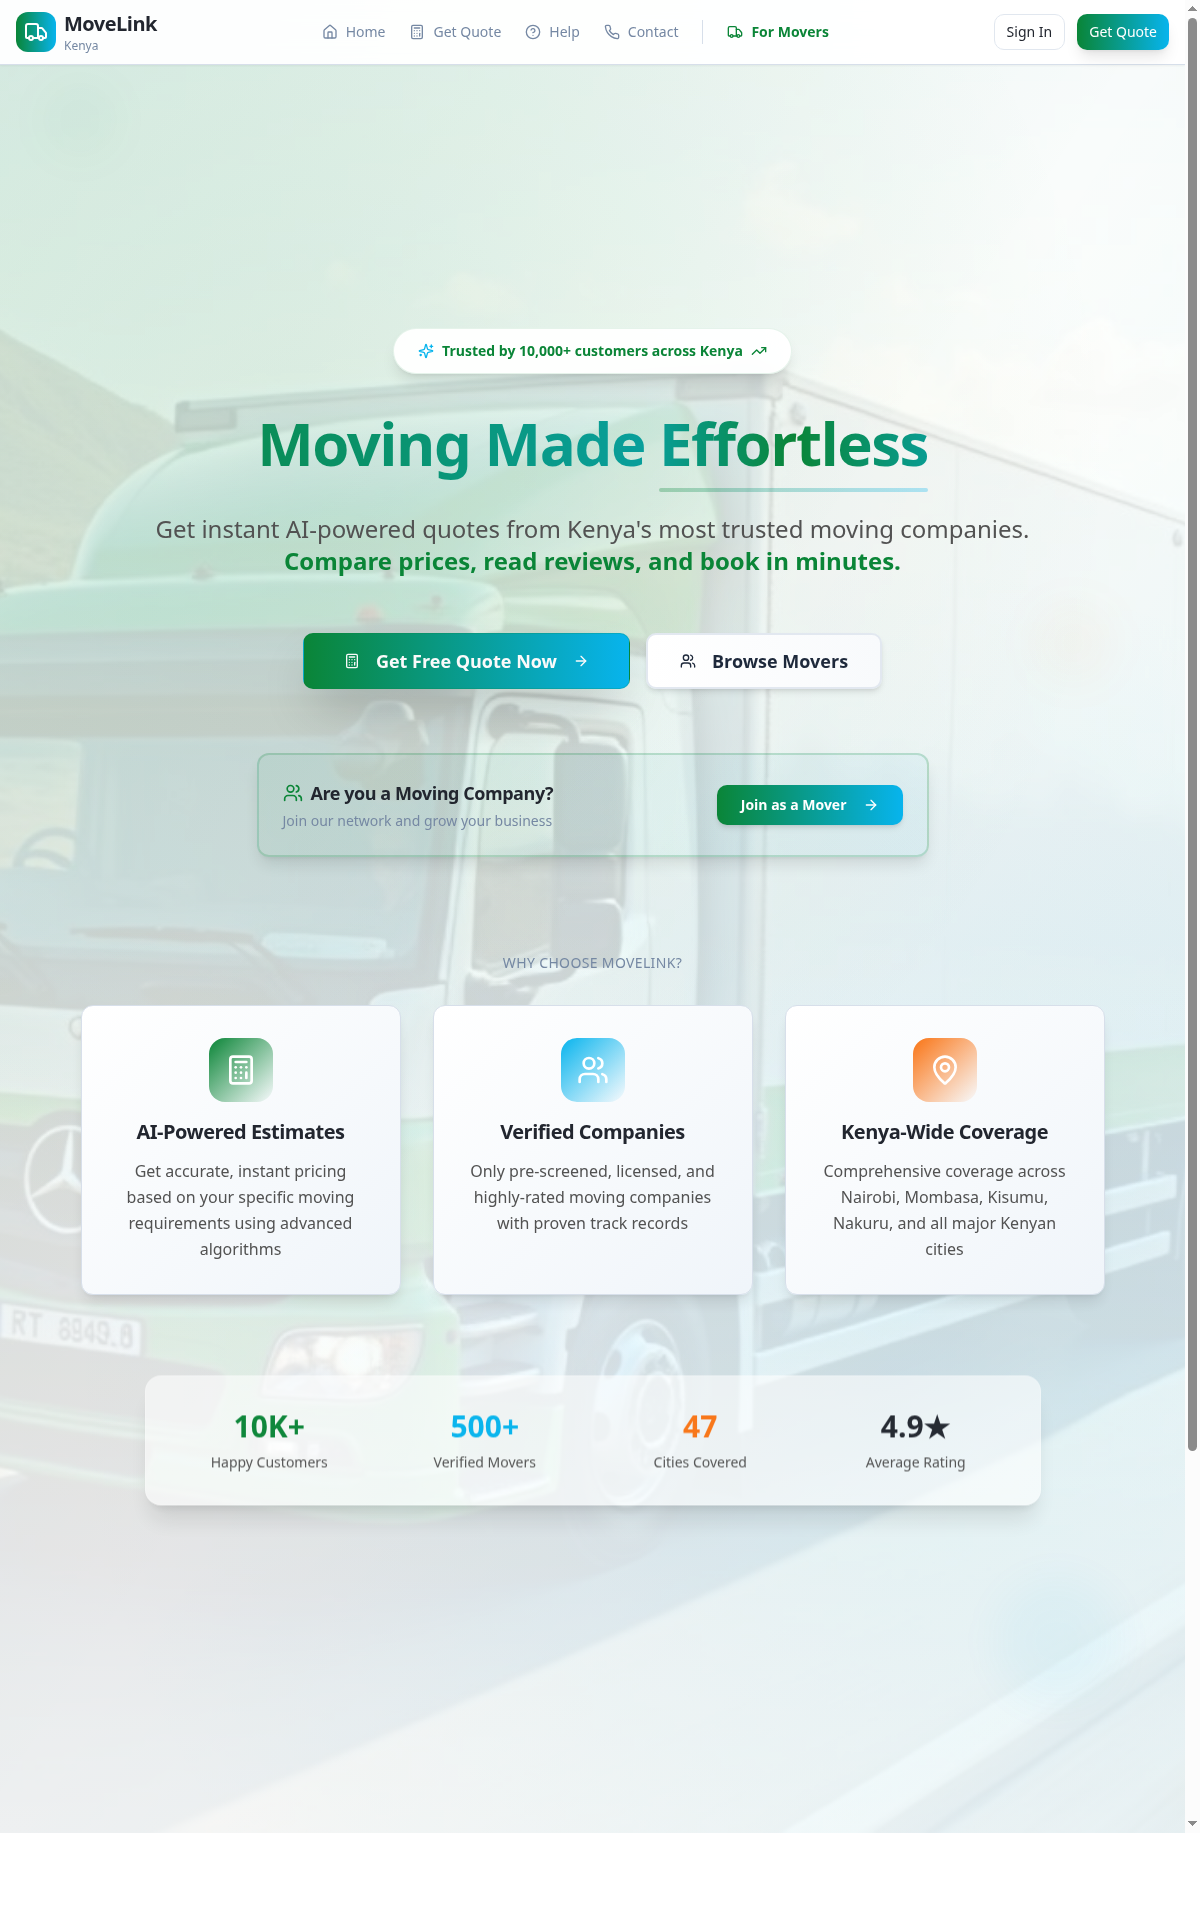 MoveLink
Kenya
Home
Get Quote
Help
Contact
For Movers
Sign In
Get Quote
Trusted by 10,000+ customers across Kenya
Moving Made Effortless
Get instant AI-powered quotes from Kenya's most trusted moving companies.
Compare prices, read reviews, and book in minutes.
Get Free Quote Now
Browse Movers
Are you a Moving Company?
Join our network and grow your business
Join as a Mover
WHY CHOOSE MOVELINK?
AI-Powered Estimates
Get accurate, instant pricing
based on your specific moving
requirements using advanced
algorithms
Verified Companies
Only pre-screened, licensed, and
highly-rated moving companies
with proven track records
Kenya-Wide Coverage
Comprehensive coverage across
Nairobi, Mombasa, Kisumu,
Nakuru, and all major Kenyan
cities
RT 8949.8
10K+
Happy Customers
500+
Verified Movers
47
Cities Covered
4.9★
Average Rating